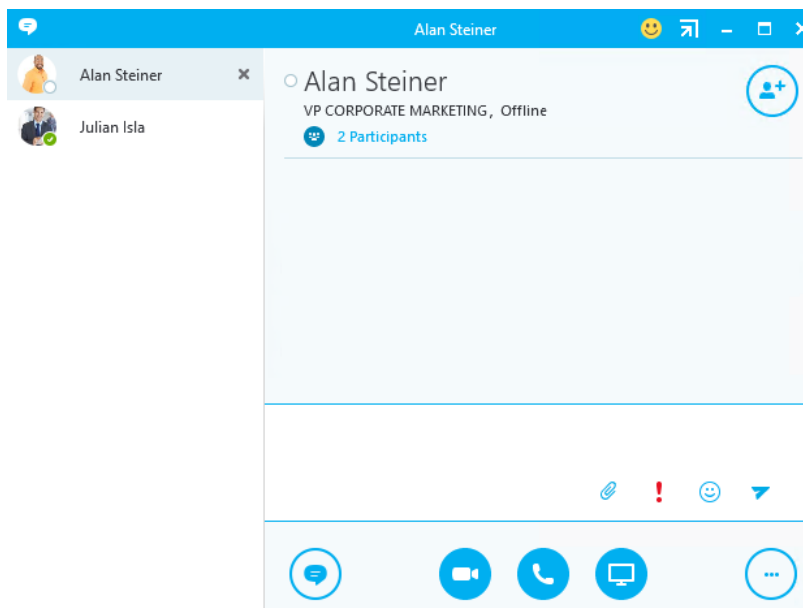 Alan Steiner
Alan Steiner
Julian Isla
Alan Steiner
VP CORPORATE MARKETING, Offline
2 Participants